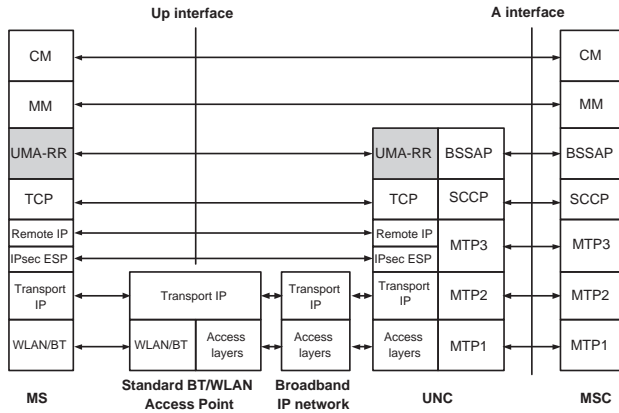 Up interface
A interface
CM
CM
MM
MM
UMA-RR
UMA-RR
BSSAP
BSSAP
TCP
TCP
SCCP
SCCP
Remote IP
Remote IP
MTP3
MTP3
IPsec ESP
IPsec ESP
Transport
IP
Transport IP
Transport
IP
Transport
IP
MTP2
MTP2
WLAN/BT
WLAN/BT
Access
layers
Access
layers
Access
layers
MTP1
MTP1
MS
Standard BT/WLAN
Access Point
Broadband
IP network
UNC
MSC